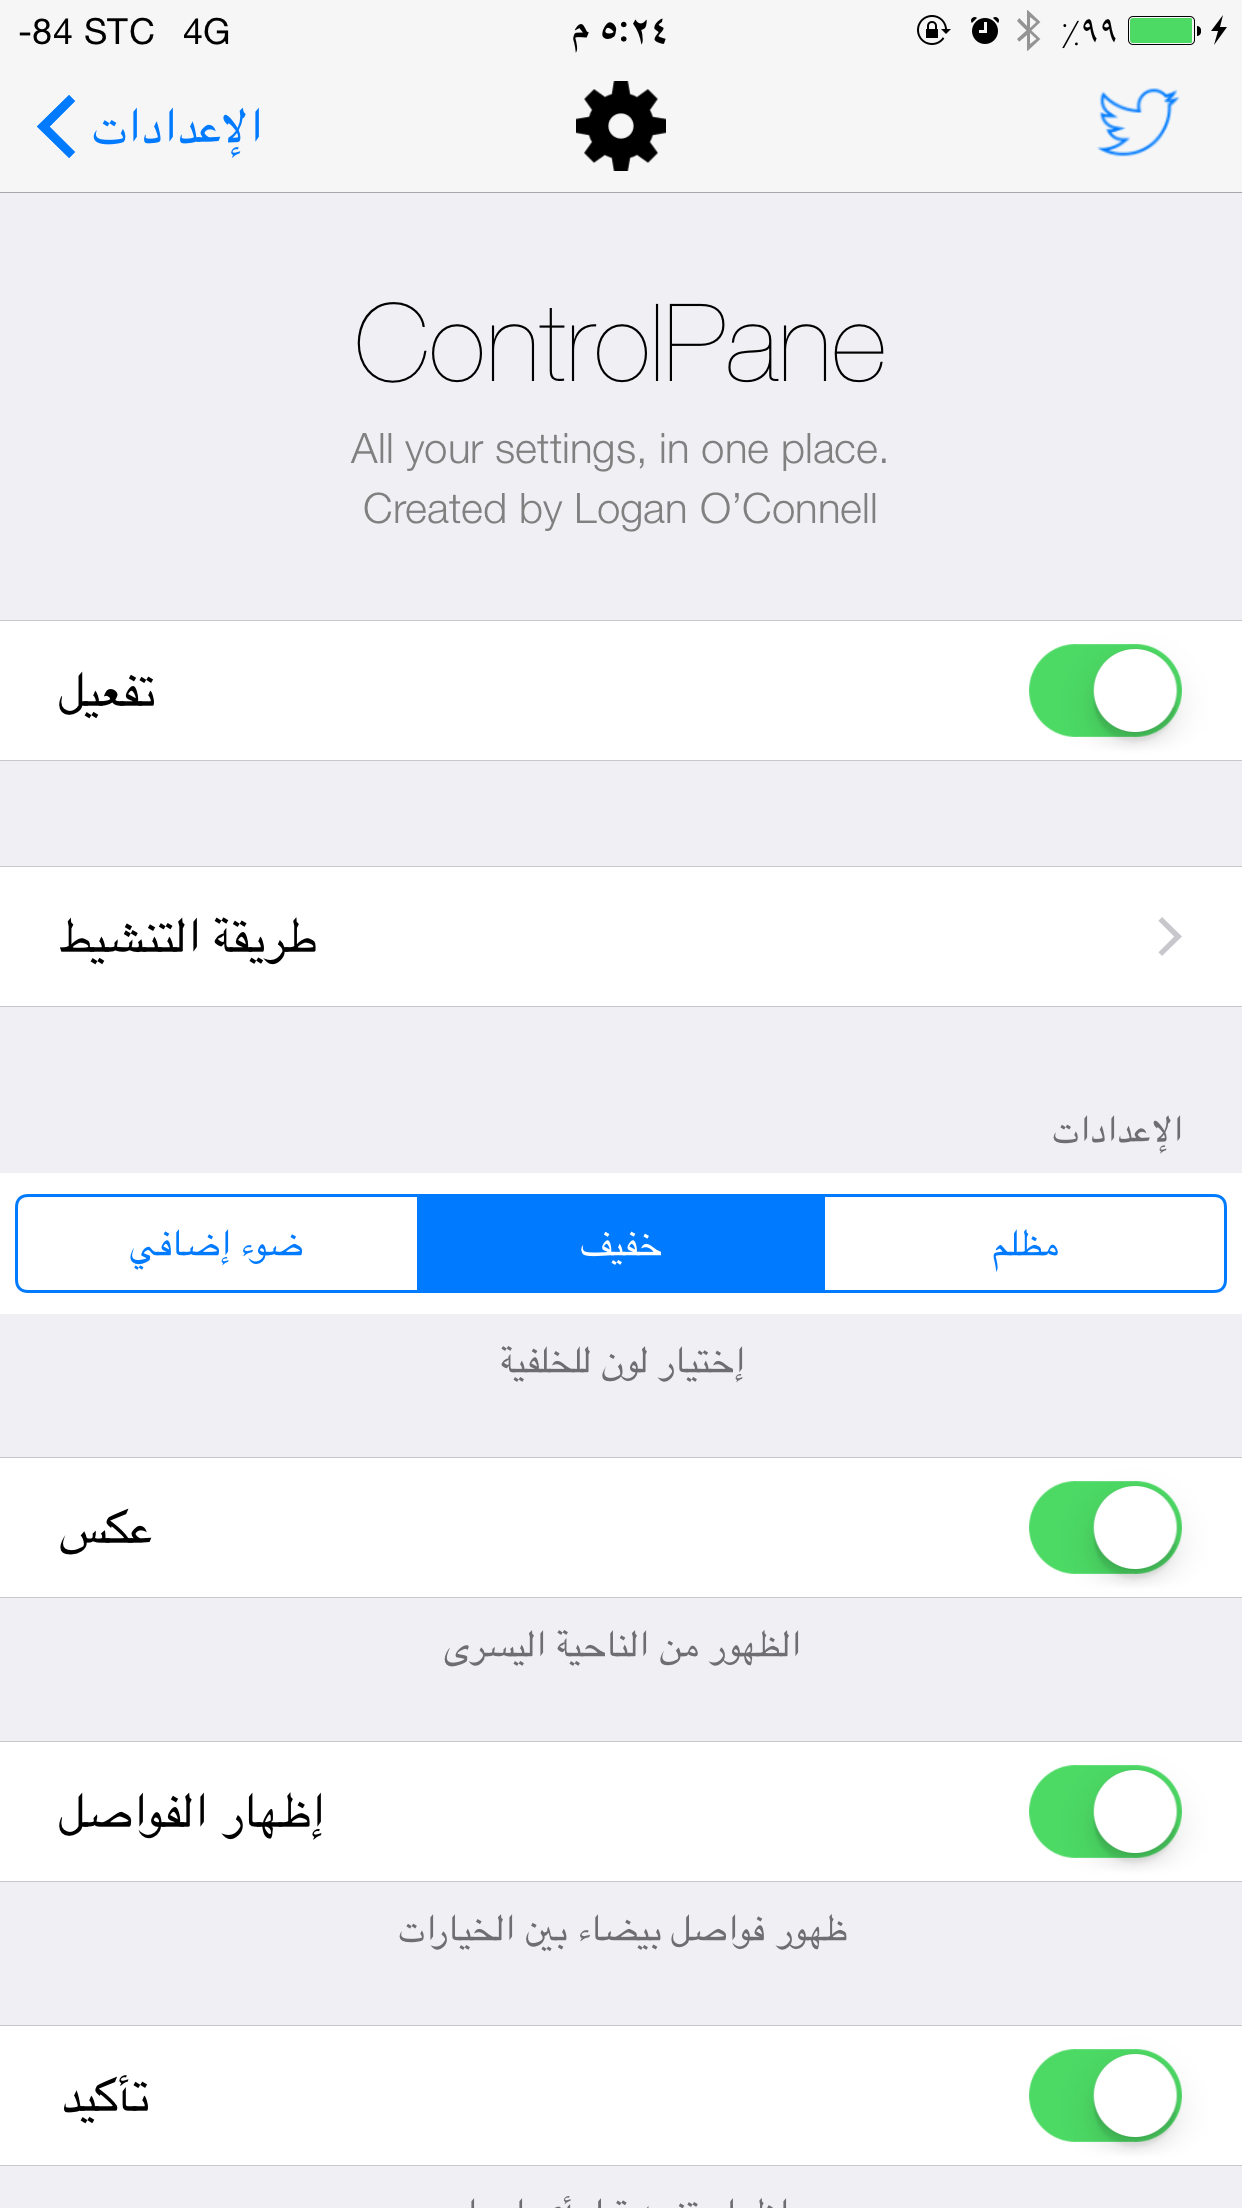 -84 STC 4G ٥:٢٤ م ٪٩٩
الإعدادات
ControlPane
All your settings, in one place.
Created by Logan O’Connell
تفعيل
طريقة التنشيط
الإعدادات
ضوء إضافي خفيف مظلم
إختيار لون للخلفية
عكس
الظهور من الناحية اليسرى
إظهار الفواصل
ظهور فواصل بيضاء بين الخيارات
تأكيد